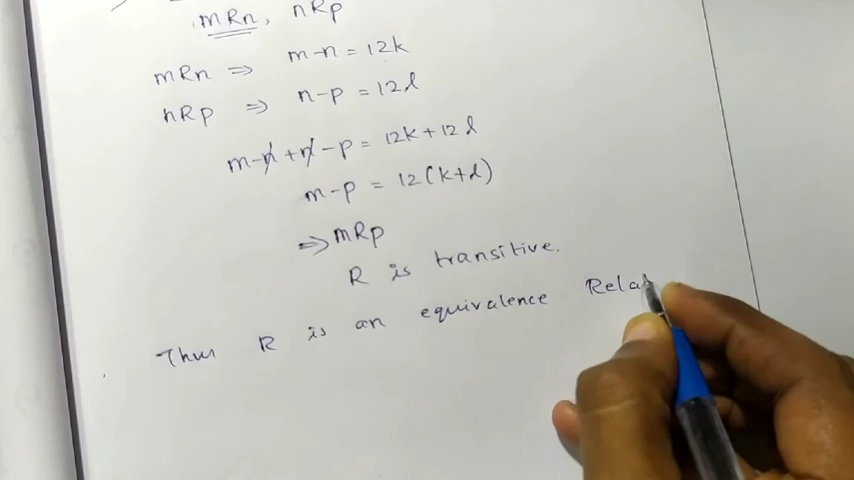 mRn, nRp
mRn ⇒ m-n = 12k
nRp ⇒ n-p = 12l
m-n+n-p = 12k+12l
m-p = 12(k+l)
⇒ mRp
R is transitive.
Thus R is an equivalence Rela